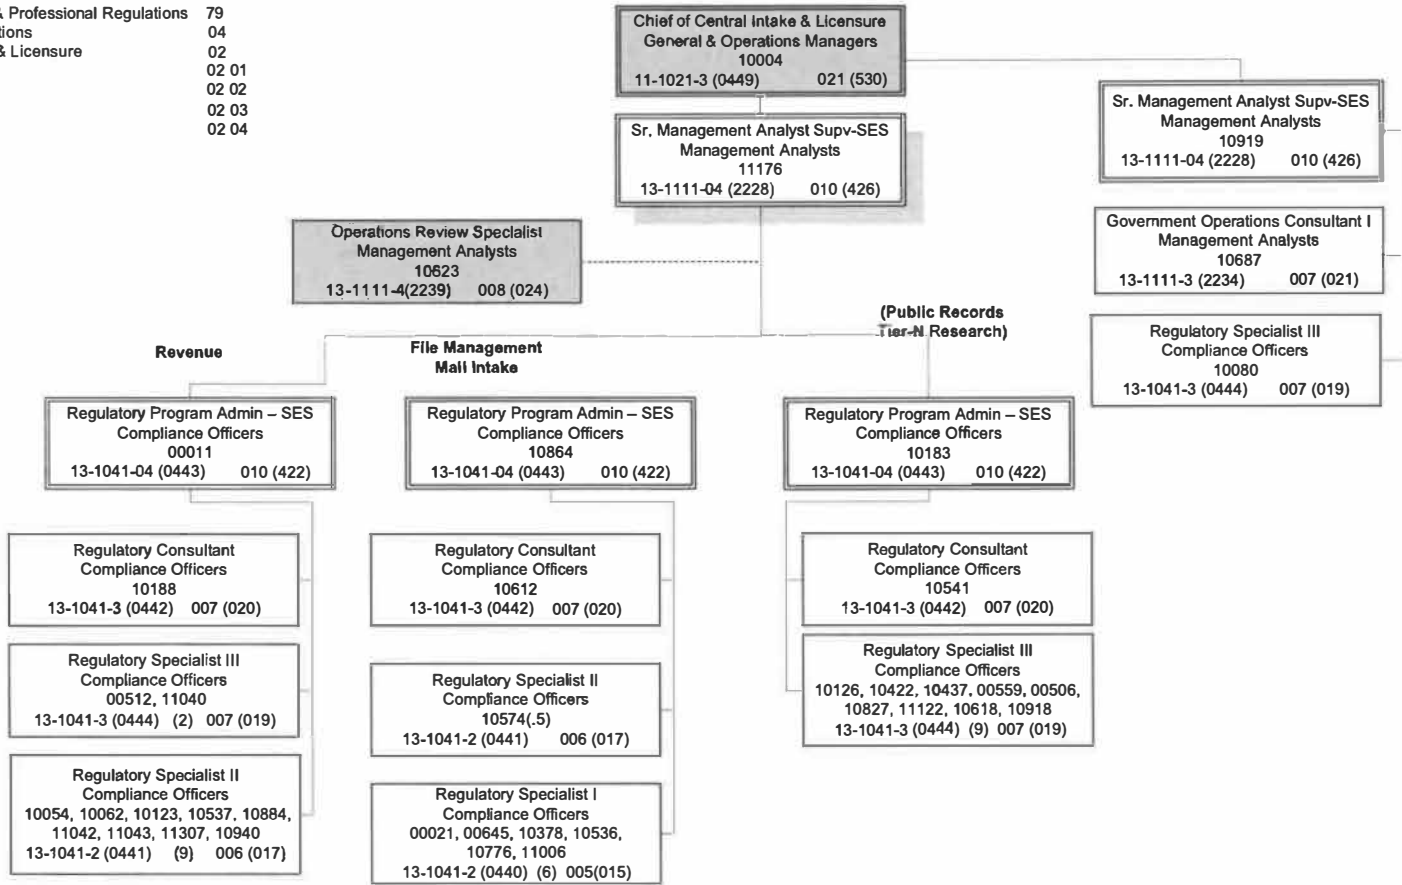 & Professional Regulations 79
tions 04
& Licensure 02
02 01
02 02
02 03
02 04
Chief of Central Intake & Licensure
General & Operations Managers
10004
11-1021-3 (0449) 021 (530)
Sr. Management Analyst Supv-SES
Management Analysts
11176
13-1111-04 (2228) 010 (426)
Sr. Management Analyst Supv-SES
Management Analysts
10919
13-1111-04 (2228) 010 (426)
Operations Review Specialist
Management Analysts
10623
13-1111-4(2239) 008 (024)
Government Operations Consultant I
Management Analysts
10687
13-1111-3 (2234) 007 (021)
Regulatory Specialist III
Compliance Officers
10080
13-1041-3 (0444) 007 (019)
Revenue
File Management
Mail Intake
(Public Records
Tier-N Research)
Regulatory Program Admin – SES
Compliance Officers
00011
13-1041-04 (0443) 010 (422)
Regulatory Program Admin – SES
Compliance Officers
10864
13-1041-04 (0443) 010 (422)
Regulatory Program Admin – SES
Compliance Officers
10183
13-1041-04 (0443) 010 (422)
Regulatory Consultant
Compliance Officers
10188
13-1041-3 (0442) 007 (020)
Regulatory Specialist III
Compliance Officers
00512, 11040
13-1041-3 (0444) (2) 007 (019)
Regulatory Specialist II
Compliance Officers
10054, 10062, 10123, 10537, 10884,
11042, 11043, 11307, 10940
13-1041-2 (0441) (9) 006 (017)
Regulatory Consultant
Compliance Officers
10612
13-1041-3 (0442) 007 (020)
Regulatory Specialist II
Compliance Officers
10574(.5)
13-1041-2 (0441) 006 (017)
Regulatory Specialist I
Compliance Officers
00021, 00645, 10378, 10536,
10776, 11006
13-1041-2 (0440) (6) 005(015)
Regulatory Consultant
Compliance Officers
10541
13-1041-3 (0442) 007 (020)
Regulatory Specialist III
Compliance Officers
10126, 10422, 10437, 00559, 00506,
10827, 11122, 10618, 10918
13-1041-3 (0444) (9) 007 (019)